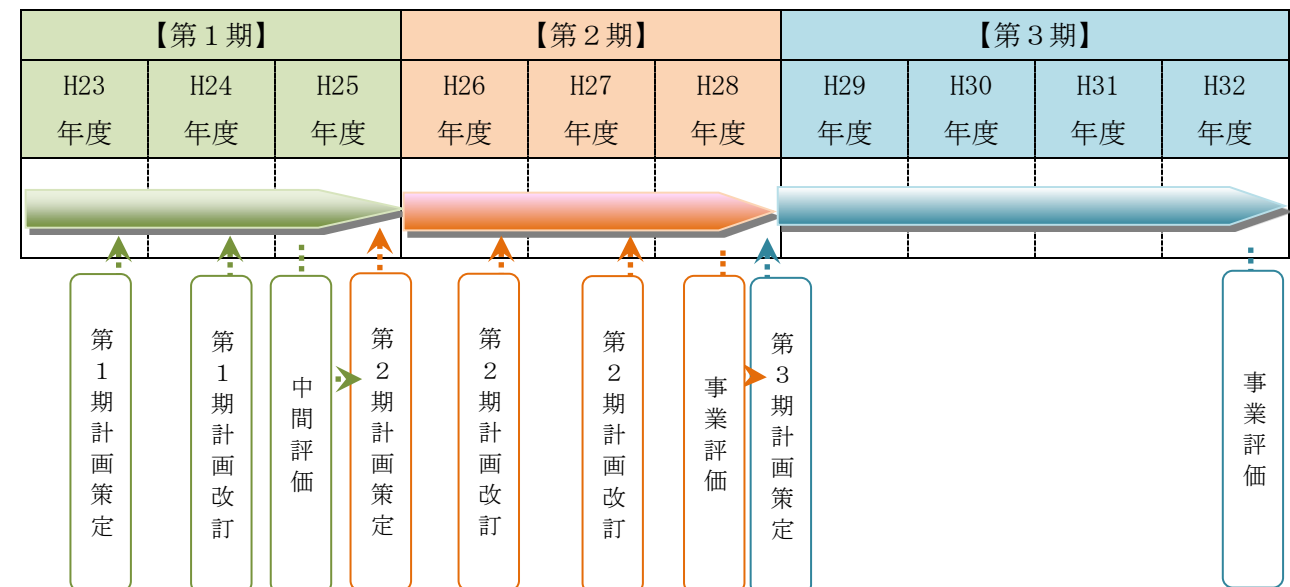 【第１期】
【第２期】
【第３期】
H23
年度
H24
年度
H25
年度
H26
年度
H27
年度
H28
年度
H29
年度
H30
年度
H31
年度
H32
年度
第１期計画策定
第１期計画改訂
中間評価
第２期計画策定
第２期計画改訂
第２期計画改訂
事業評価
第３期計画策定
事業評価